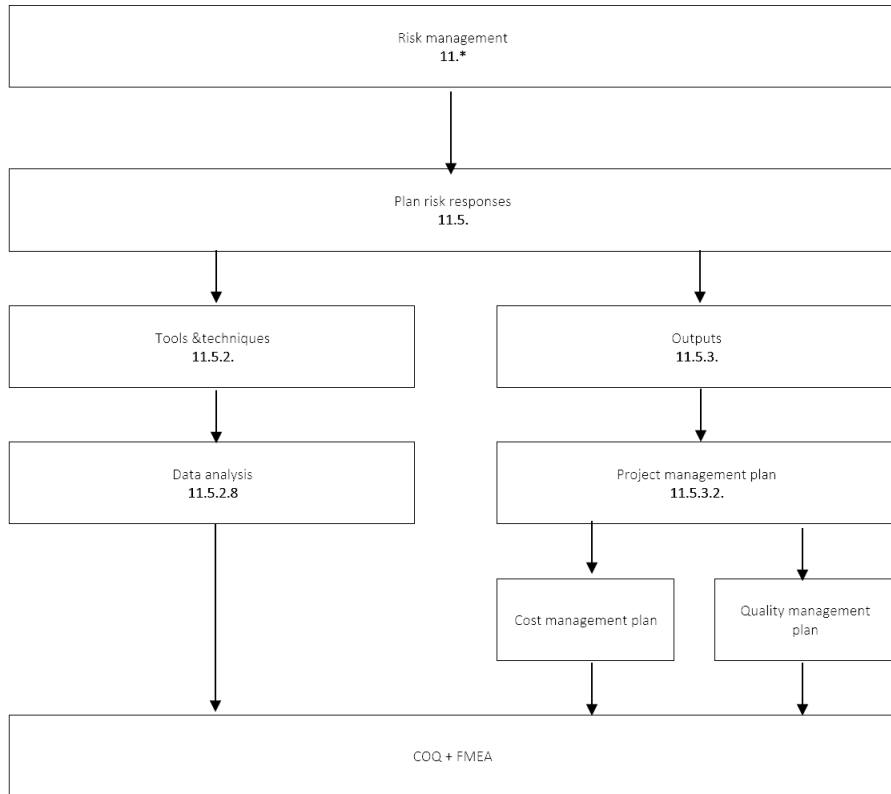 Risk management
11.*
Plan risk responses
11.5.
Tools &techniques
11.5.2.
Outputs
11.5.3.
Data analysis
11.5.2.8
Project management plan
11.5.3.2.
Cost management plan
Quality management
plan
COQ + FMEA